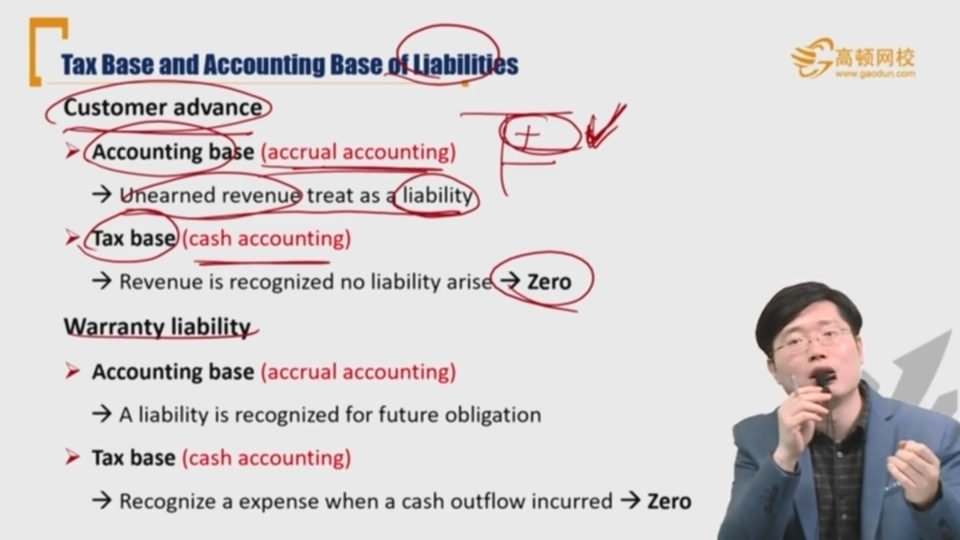 Tax Base and Accounting Base of Liabilities
高顿网校
www.gaodun.com
Customer advance
➤ Accounting base (accrual accounting)
→ Unearned revenue treat as a liability
➤ Tax base (cash accounting)
→ Revenue is recognized no liability arise → Zero
Warranty liability
➤ Accounting base (accrual accounting)
→ A liability is recognized for future obligation
➤ Tax base (cash accounting)
→ Recognize a expense when a cash outflow incurred → Zero